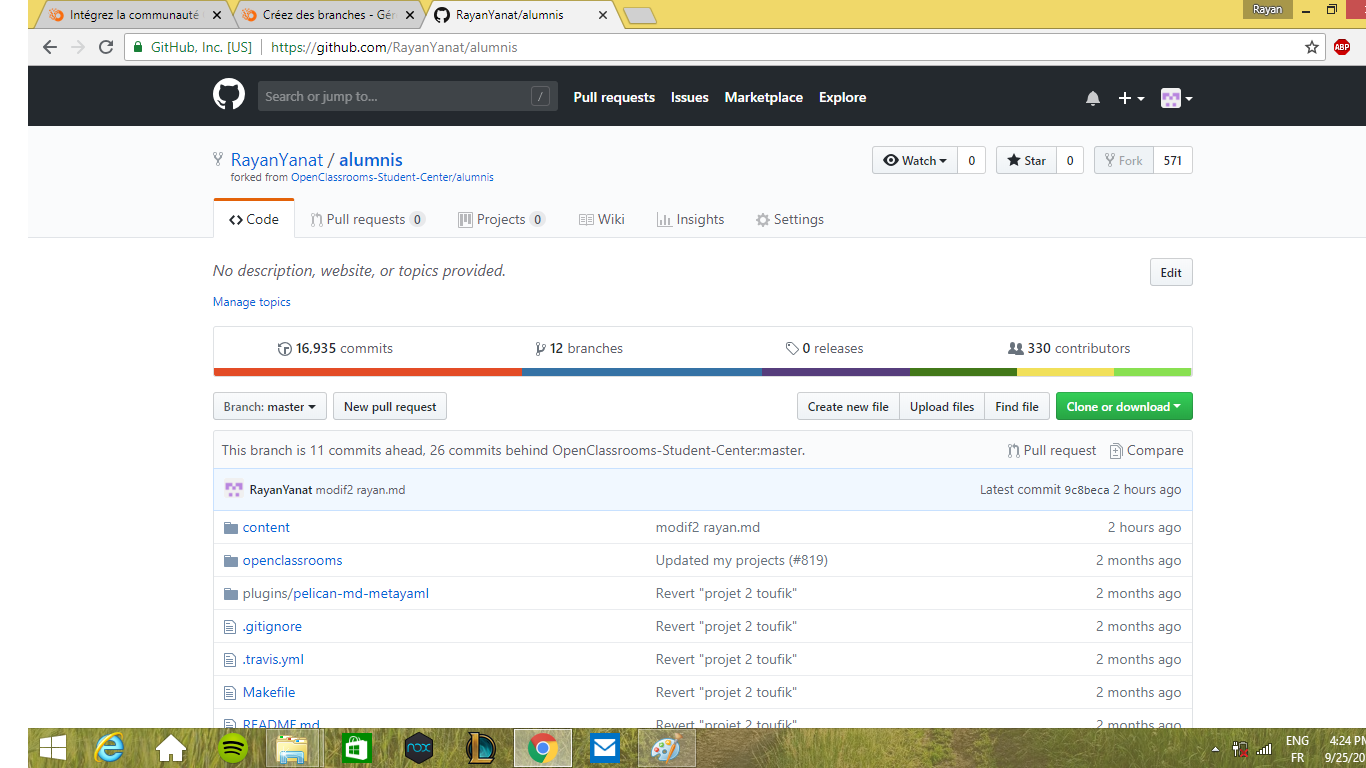 Intégrez la communauté
Créez des branches - Gér
RayanYanat/alumnis
Rayan
GitHub, Inc. [US] https://github.com/RayanYanat/alumnis
ABP
Search or jump to... /
Pull requests Issues Marketplace Explore
RayanYanat / alumnis
forked from OpenClassrooms-Student-Center/alumnis
Watch 0 Star 0 Fork 571
Code Pull requests 0 Projects 0 Wiki Insights Settings
No description, website, or topics provided.
Edit
Manage topics
16,935 commits 12 branches 0 releases 330 contributors
Branch: master New pull request Create new file Upload files Find file Clone or download
This branch is 11 commits ahead, 26 commits behind OpenClassrooms-Student-Center:master. Pull request Compare
RayanYanat modif2 rayan.md Latest commit 9c8beca 2 hours ago
content modif2 rayan.md 2 hours ago
openclassrooms Updated my projects (#819) 2 months ago
plugins/pelican-md-metayaml Revert "projet 2 toufik" 2 months ago
.gitignore Revert "projet 2 toufik" 2 months ago
.travis.yml Revert "projet 2 toufik" 2 months ago
Makefile Revert "projet 2 toufik" 2 months ago
README.md Revert "projet 2 toufik" 2 months ago
nox
ENG 4:24 PM
FR 9/25/20